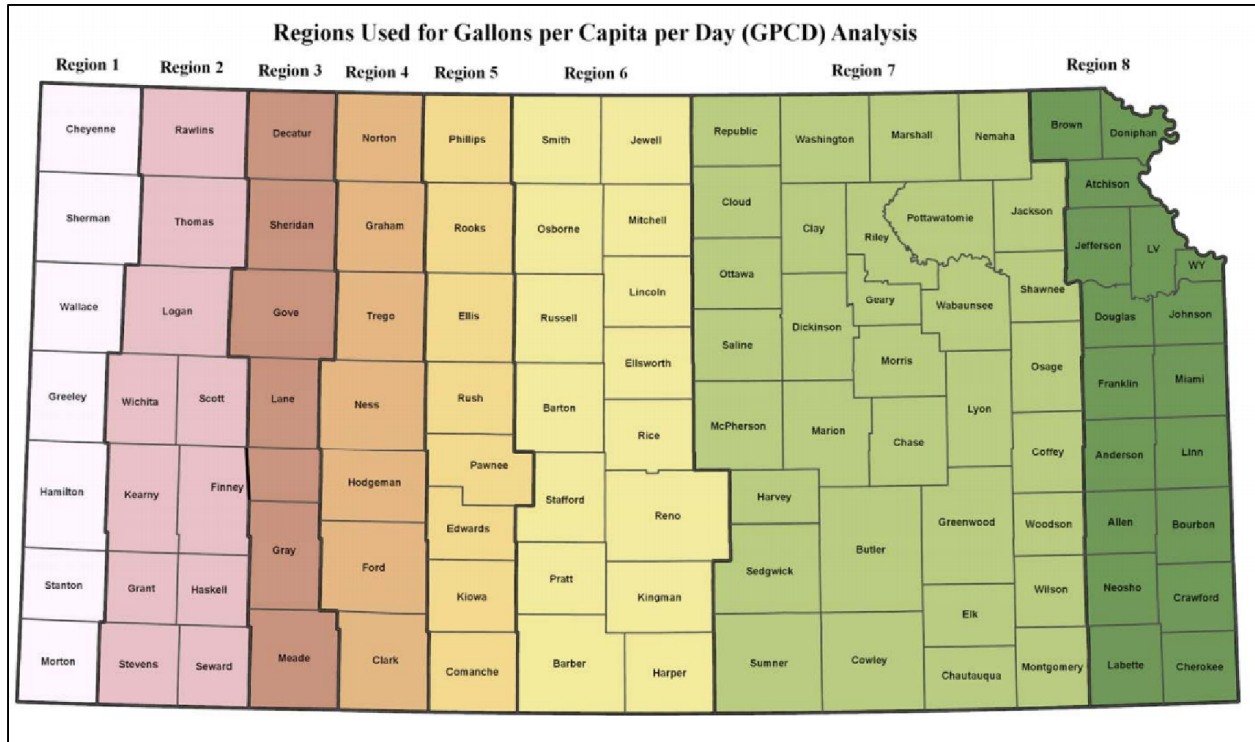 Regions Used for Gallons per Capita per Day (GPCD) Analysis
Region 1 Region 2 Region 3 Region 4 Region 5 Region 6 Region 7 Region 8
Cheyenne Rawlins Decatur Norton Phillips Smith Jewell Republic Washington Marshall Nemaha Brown Doniphan
Atchison
Sherman Thomas Sheridan Graham Rooks Osborne Mitchell Cloud Clay Riley Pottawatomie Jackson Jefferson LV WY
Wallace Logan Gove Trego Ellis Russell Lincoln Ottawa Dickinson Geary Wabaunsee Shawnee Douglas Johnson
Ellsworth Saline Morris Osage
Greeley Wichita Scott Lane Ness Rush Barton Rice McPherson Marion Chase Lyon Franklin Miami
Hamilton Kearny Finney Hodgeman Pawnee Stafford Reno Harvey Coffey Anderson Linn
Edwards Greenwood Woodson Allen Bourbon
Gray Ford Butler
Stanton Grant Haskell Kiowa Pratt Kingman Sedgwick Elk Wilson Neosho Crawford
Morton Stevens Seward Meade Clark Comanche Barber Harper Sumner Cowley Chautauqua Montgomery Labette Cherokee